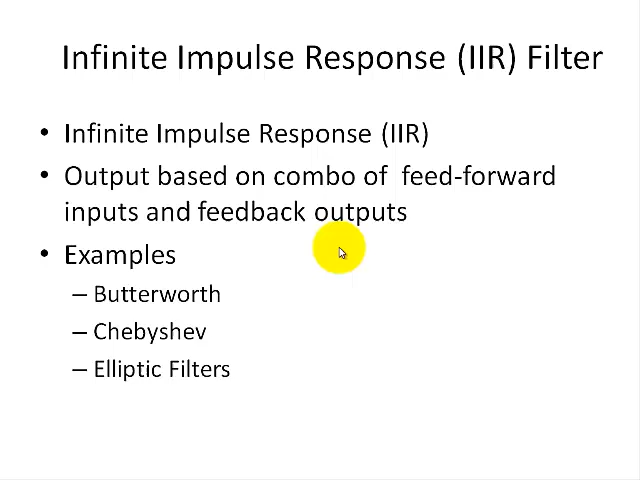 Infinite Impulse Response (IIR) Filter
• Infinite Impulse Response (IIR)
• Output based on combo of feed-forward
inputs and feedback outputs
• Examples
– Butterworth
– Chebyshev
– Elliptic Filters